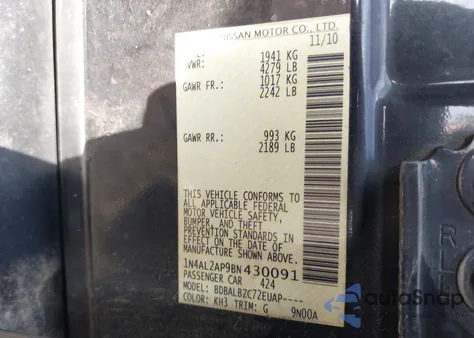 NISSAN MOTOR CO., LTD.
11/10
GVWR: 1941 KG
4279 LB
GAWR FR.: 1017 KG
2242 LB
GAWR RR.: 993 KG
2189 LB
THIS VEHICLE CONFORMS TO
ALL APPLICABLE FEDERAL
MOTOR VEHICLE SAFETY,
BUMPER, AND THEFT
PREVENTION STANDARDS
IN EFFECT ON THE DATE OF
MANUFACTURE SHOWN ABOVE.
1N4AL2AP9BN430091
PASSENGER CAR 424
MODEL: BDBALBZC72EUAP----
COLOR: KH3 TRIM: G 9N00A
R
L
AutoSnap